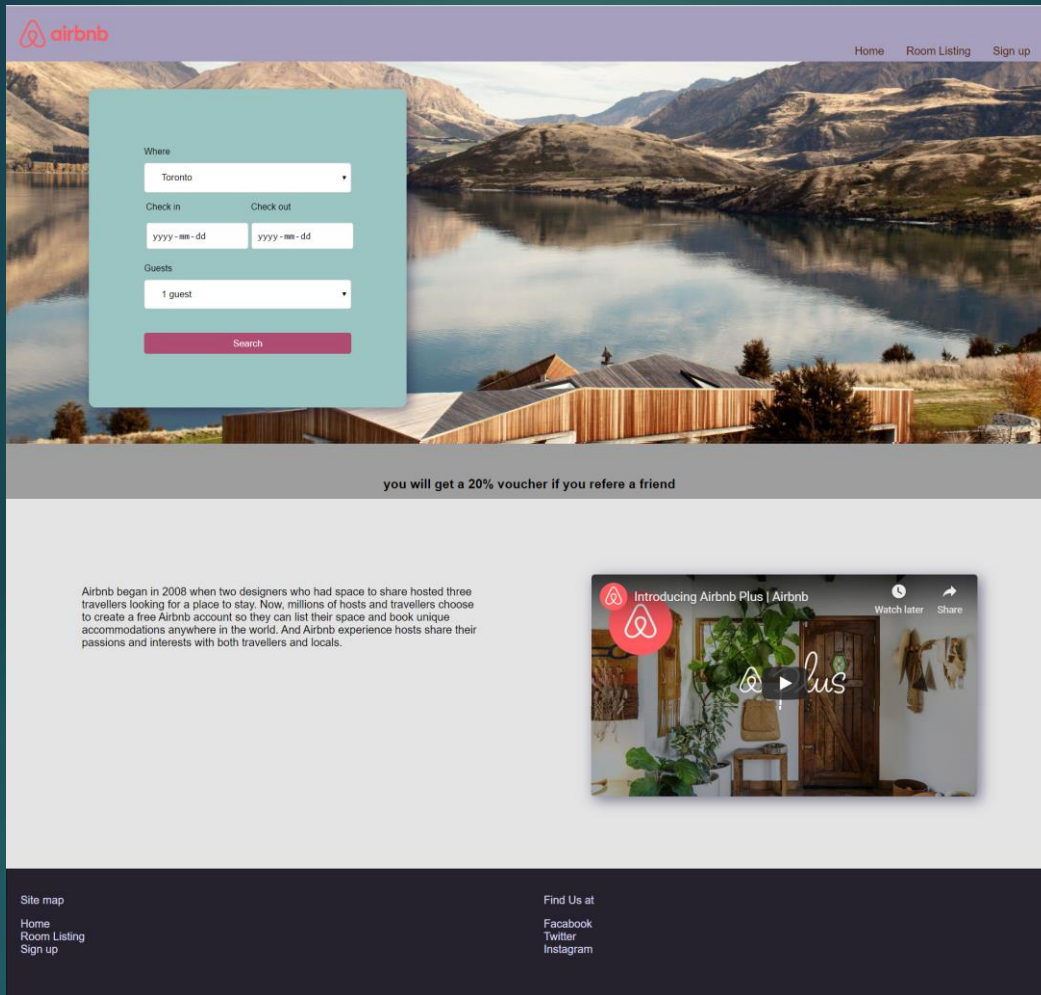 airbnb
Home Room Listing Sign up
Where
Toronto
Check in Check out
yyyy-mm-dd yyyy-mm-dd
Guests
1 guest
Search
you will get a 20% voucher if you refere a friend
Airbnb began in 2008 when two designers who had space to share hosted three
travellers looking for a place to stay. Now, millions of hosts and travellers choose
to create a free Airbnb account so they can list their space and book unique
accommodations anywhere in the world. And Airbnb experience hosts share their
passions and interests with both travellers and locals.
Introducing Airbnb Plus | Airbnb
Watch later Share
plus
Site map
Home
Room Listing
Sign up
Find Us at
Facabook
Twitter
Instagram